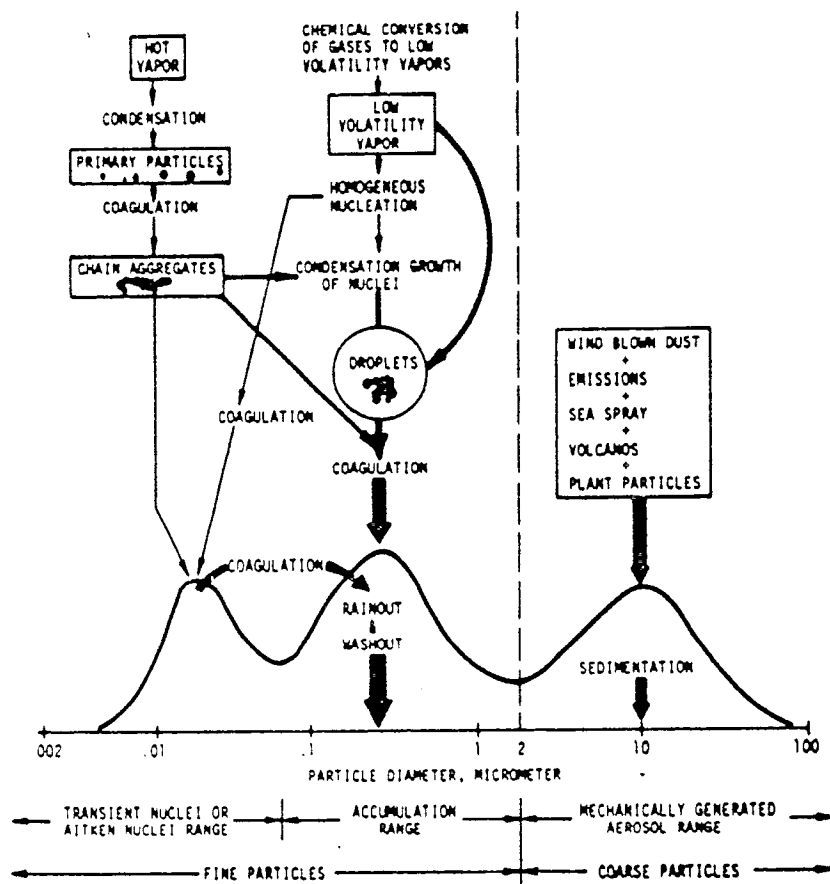 HOT
VAPOR
CONDENSATION
PRIMARY PARTICLES
COAGULATION
CHAIN AGGREGATES
CHEMICAL CONVERSION
OF GASES TO LOW
VOLATILITY VAPORS
LOW
VOLATILITY
VAPOR
HOMOGENEOUS
NUCLEATION
CONDENSATION GROWTH
OF NUCLEI
DROPLETS
COAGULATION
COAGULATION
WIND BLOWN DUST
+
EMISSIONS
+
SEA SPRAY
+
VOLCANOS
+
PLANT PARTICLES
COAGULATION
RAINOUT
&
WASHOUT
SEDIMENTATION
002 .01 .1 1 2 10 100
PARTICLE DIAMETER, MICROMETER
TRANSIENT NUCLEI OR
AITKEN NUCLEI RANGE
ACCUMULATION
RANGE
MECHANICALLY GENERATED
AEROSOL RANGE
FINE PARTICLES
COARSE PARTICLES